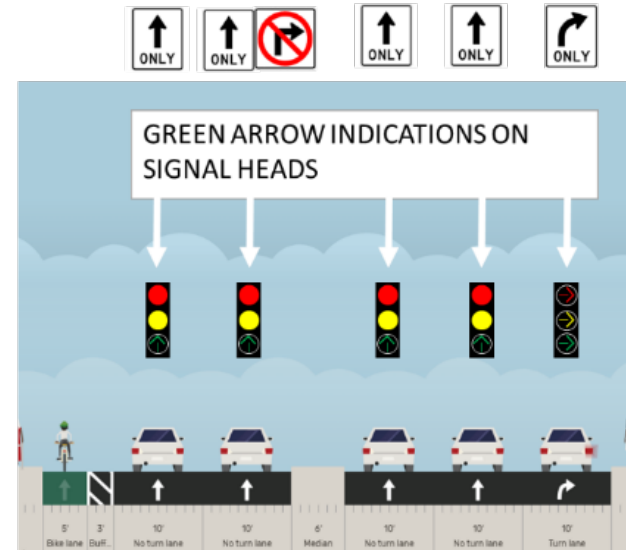 ONLY ONLY ONLY ONLY ONLY
GREEN ARROW INDICATIONS ON
SIGNAL HEADS
5' 3' 10' 10' 6' 10' 10' 10'
Bike lane Buff... No turn lane No turn lane Median No turn lane No turn lane Turn lane